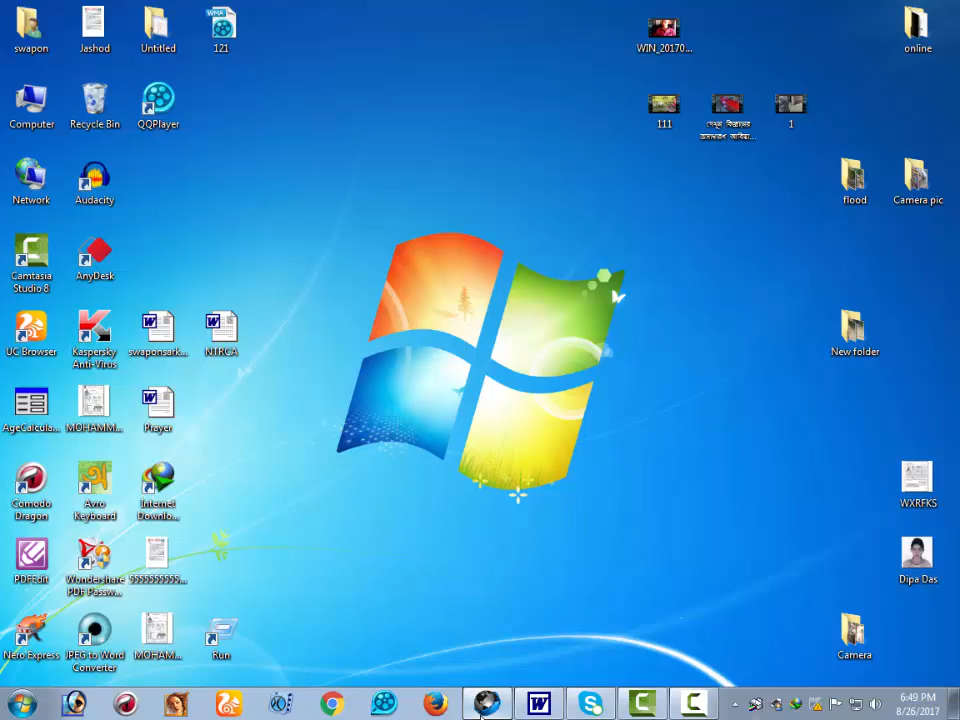 swapon
Jashod
Untitled
121
WIN_20170...
online
Computer
Recycle Bin
QQPlayer
111
1
Network
Audacity
flood
Camera pic
Camtasia
Studio 8
AnyDesk
UC Browser
Kaspersky
Anti-Virus
swaponsark...
NTRCA
New folder
AgeCalcula...
MOHAMM...
Prayer
Comodo
Dragon
Avro
Keyboard
Internet
Downlo...
WXRFKS
PDFEdit
Wondershare
PDF Passw...
5555555555...
Dipa Das
Nero Express
JPEG to Word
Converter
MOHAM...
Run
Camera
6:49 PM
8/26/2017